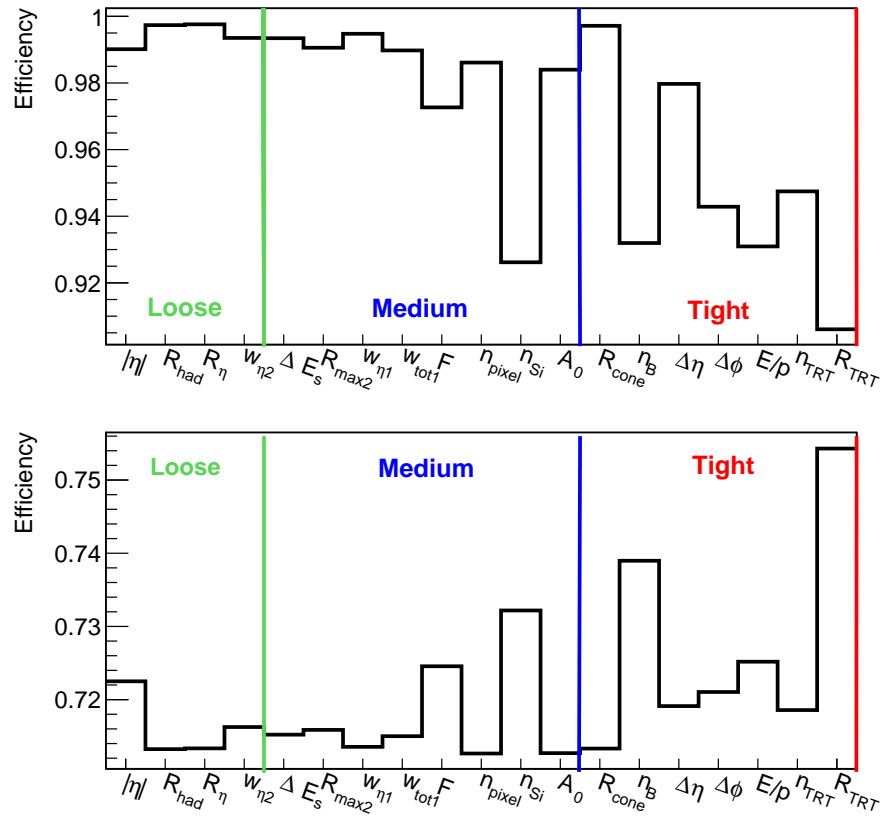 Efficiency
1
0.98
0.96
0.94
0.92
Loose Medium Tight
|η| R_had R_η w_η2 Δ E_s R_max2 w_η1 w_tot1 F n_pixel n_Si A_0 R_cone n_B Δη Δϕ E/p n_TRT R_TRT
Efficiency
Loose Medium Tight
0.75
0.74
0.73
0.72
|η| R_had R_η w_η2 Δ E_s R_max2 w_η1 w_tot1 F n_pixel n_Si A_0 R_cone n_B Δη Δϕ E/p n_TRT R_TRT